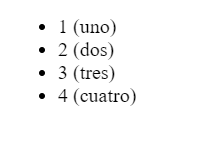 • 1 (uno)
• 2 (dos)
• 3 (tres)
• 4 (cuatro)